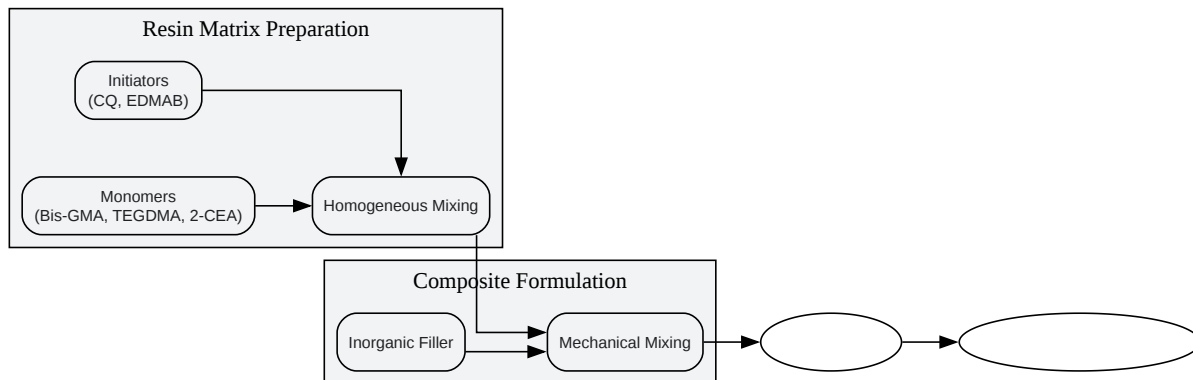 Resin Matrix Preparation
Initiators
(CQ, EDMAB)
Monomers
(Bis-GMA, TEGDMA, 2-CEA)
Homogeneous Mixing
Composite Formulation
Inorganic Filler
Mechanical Mixing